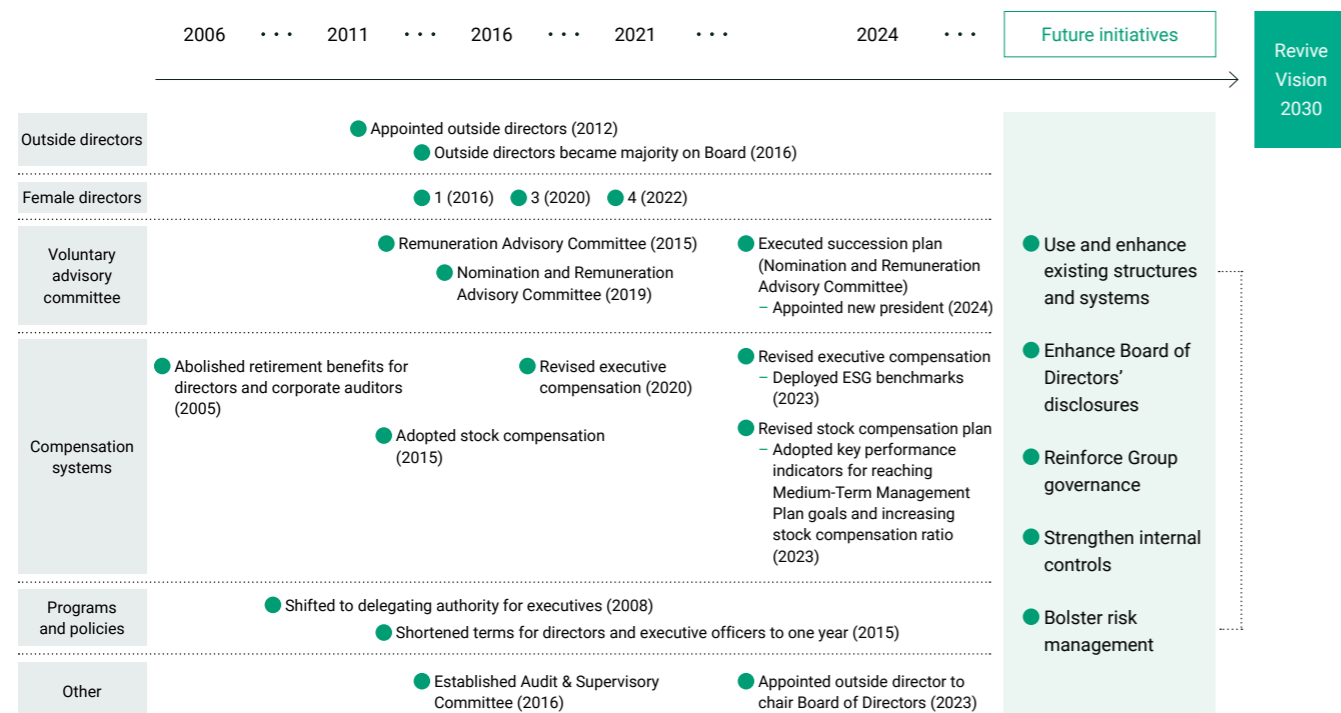 2006 ··· 2011 ··· 2016 ··· 2021 ··· 2024 ··· Future initiatives
Revive
Vision
2030
Outside directors
Appointed outside directors (2012)
Outside directors became majority on Board (2016)
Female directors
1 (2016) 3 (2020) 4 (2022)
Voluntary
advisory
committee
Remuneration Advisory Committee (2015)
Nomination and Remuneration
Advisory Committee (2019)
Executed succession plan
(Nomination and Remuneration
Advisory Committee)
– Appointed new president (2024)
Compensation
systems
Abolished retirement benefits for
directors and corporate auditors
(2005)
Adopted stock compensation
(2015)
Revised executive
compensation (2020)
Revised executive compensation
– Deployed ESG benchmarks
(2023)
Revised stock compensation plan
– Adopted key performance
indicators for reaching
Medium-Term Management
Plan goals and increasing
stock compensation ratio
(2023)
Programs
and policies
Shifted to delegating authority for executives (2008)
Shortened terms for directors and executive officers to one year (2015)
Other
Established Audit & Supervisory
Committee (2016)
Appointed outside director to
chair Board of Directors (2023)
Use and enhance
existing structures
and systems
Enhance Board of
Directors’
disclosures
Reinforce Group
governance
Strengthen internal
controls
Bolster risk
management